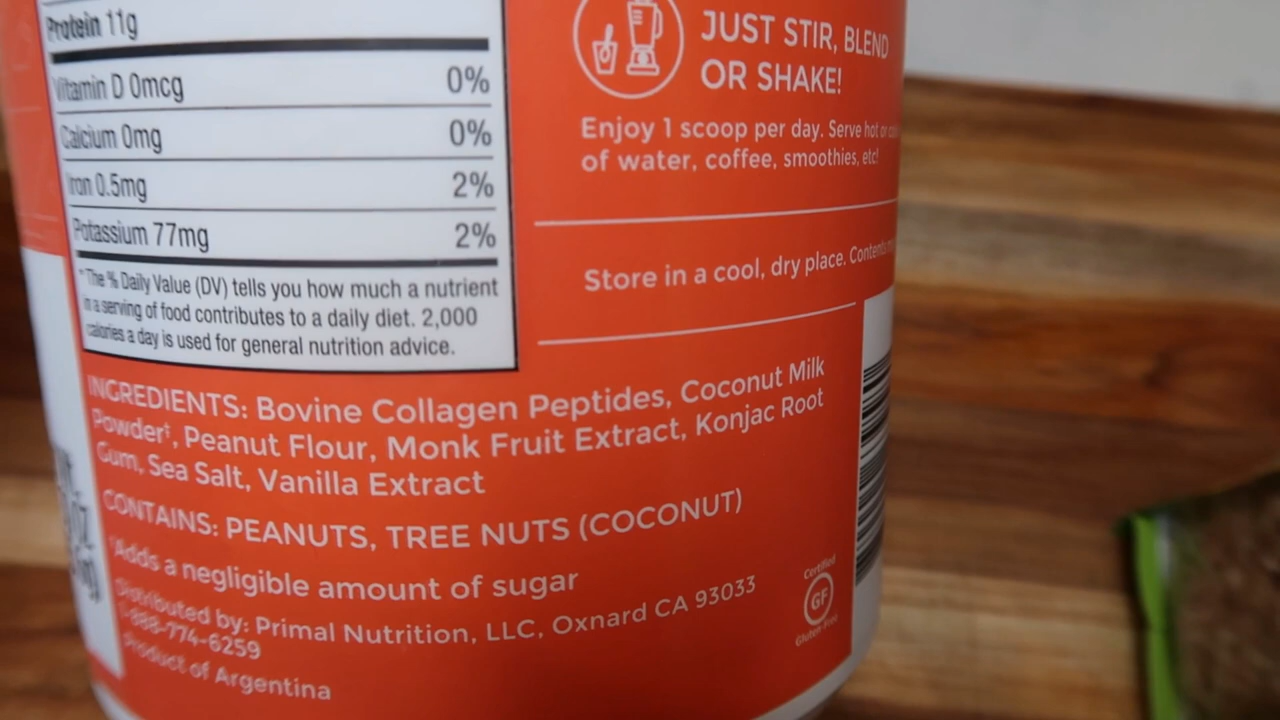 Protein 11g
Vitamin D 0mcg 0%
Calcium 0mg 0%
Iron 0.5mg 2%
Potassium 77mg 2%
*The % Daily Value (DV) tells you how much a nutrient
in a serving of food contributes to a daily diet. 2,000
calories a day is used for general nutrition advice.
JUST STIR, BLEND
OR SHAKE!
Enjoy 1 scoop per day. Serve hot or
of water, coffee, smoothies, etc!
Store in a cool, dry place. Contents
INGREDIENTS: Bovine Collagen Peptides, Coconut Milk
Powder†, Peanut Flour, Monk Fruit Extract, Konjac Root
Gum, Sea Salt, Vanilla Extract
CONTAINS: PEANUTS, TREE NUTS (COCONUT)
†Adds a negligible amount of sugar
Distributed by: Primal Nutrition, LLC, Oxnard CA 93033
1-888-774-6259
Product of Argentina
Certified
GF
Gluten-Free